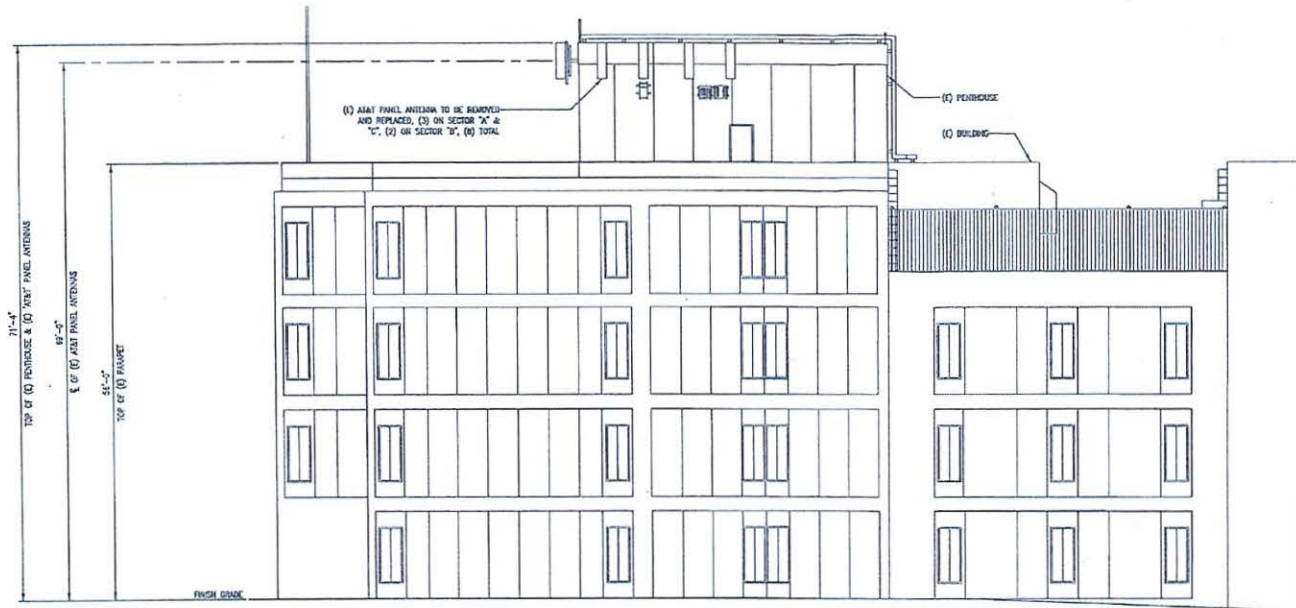 (E) AT&T PANEL ANTENNA TO BE REMOVED
AND REPLACED, (3) ON SECTOR "A" &
"C", (2) ON SECTOR "B", (8) TOTAL
(E) PENTHOUSE
(E) BUILDING
71'-4"
TOP OF (E) PENTHOUSE & (E) AT&T PANEL ANTENNAS
69'-0"
℄ OF (E) AT&T PANEL ANTENNAS
56'-0"
TOP OF (E) PARAPET
FINISH GRADE